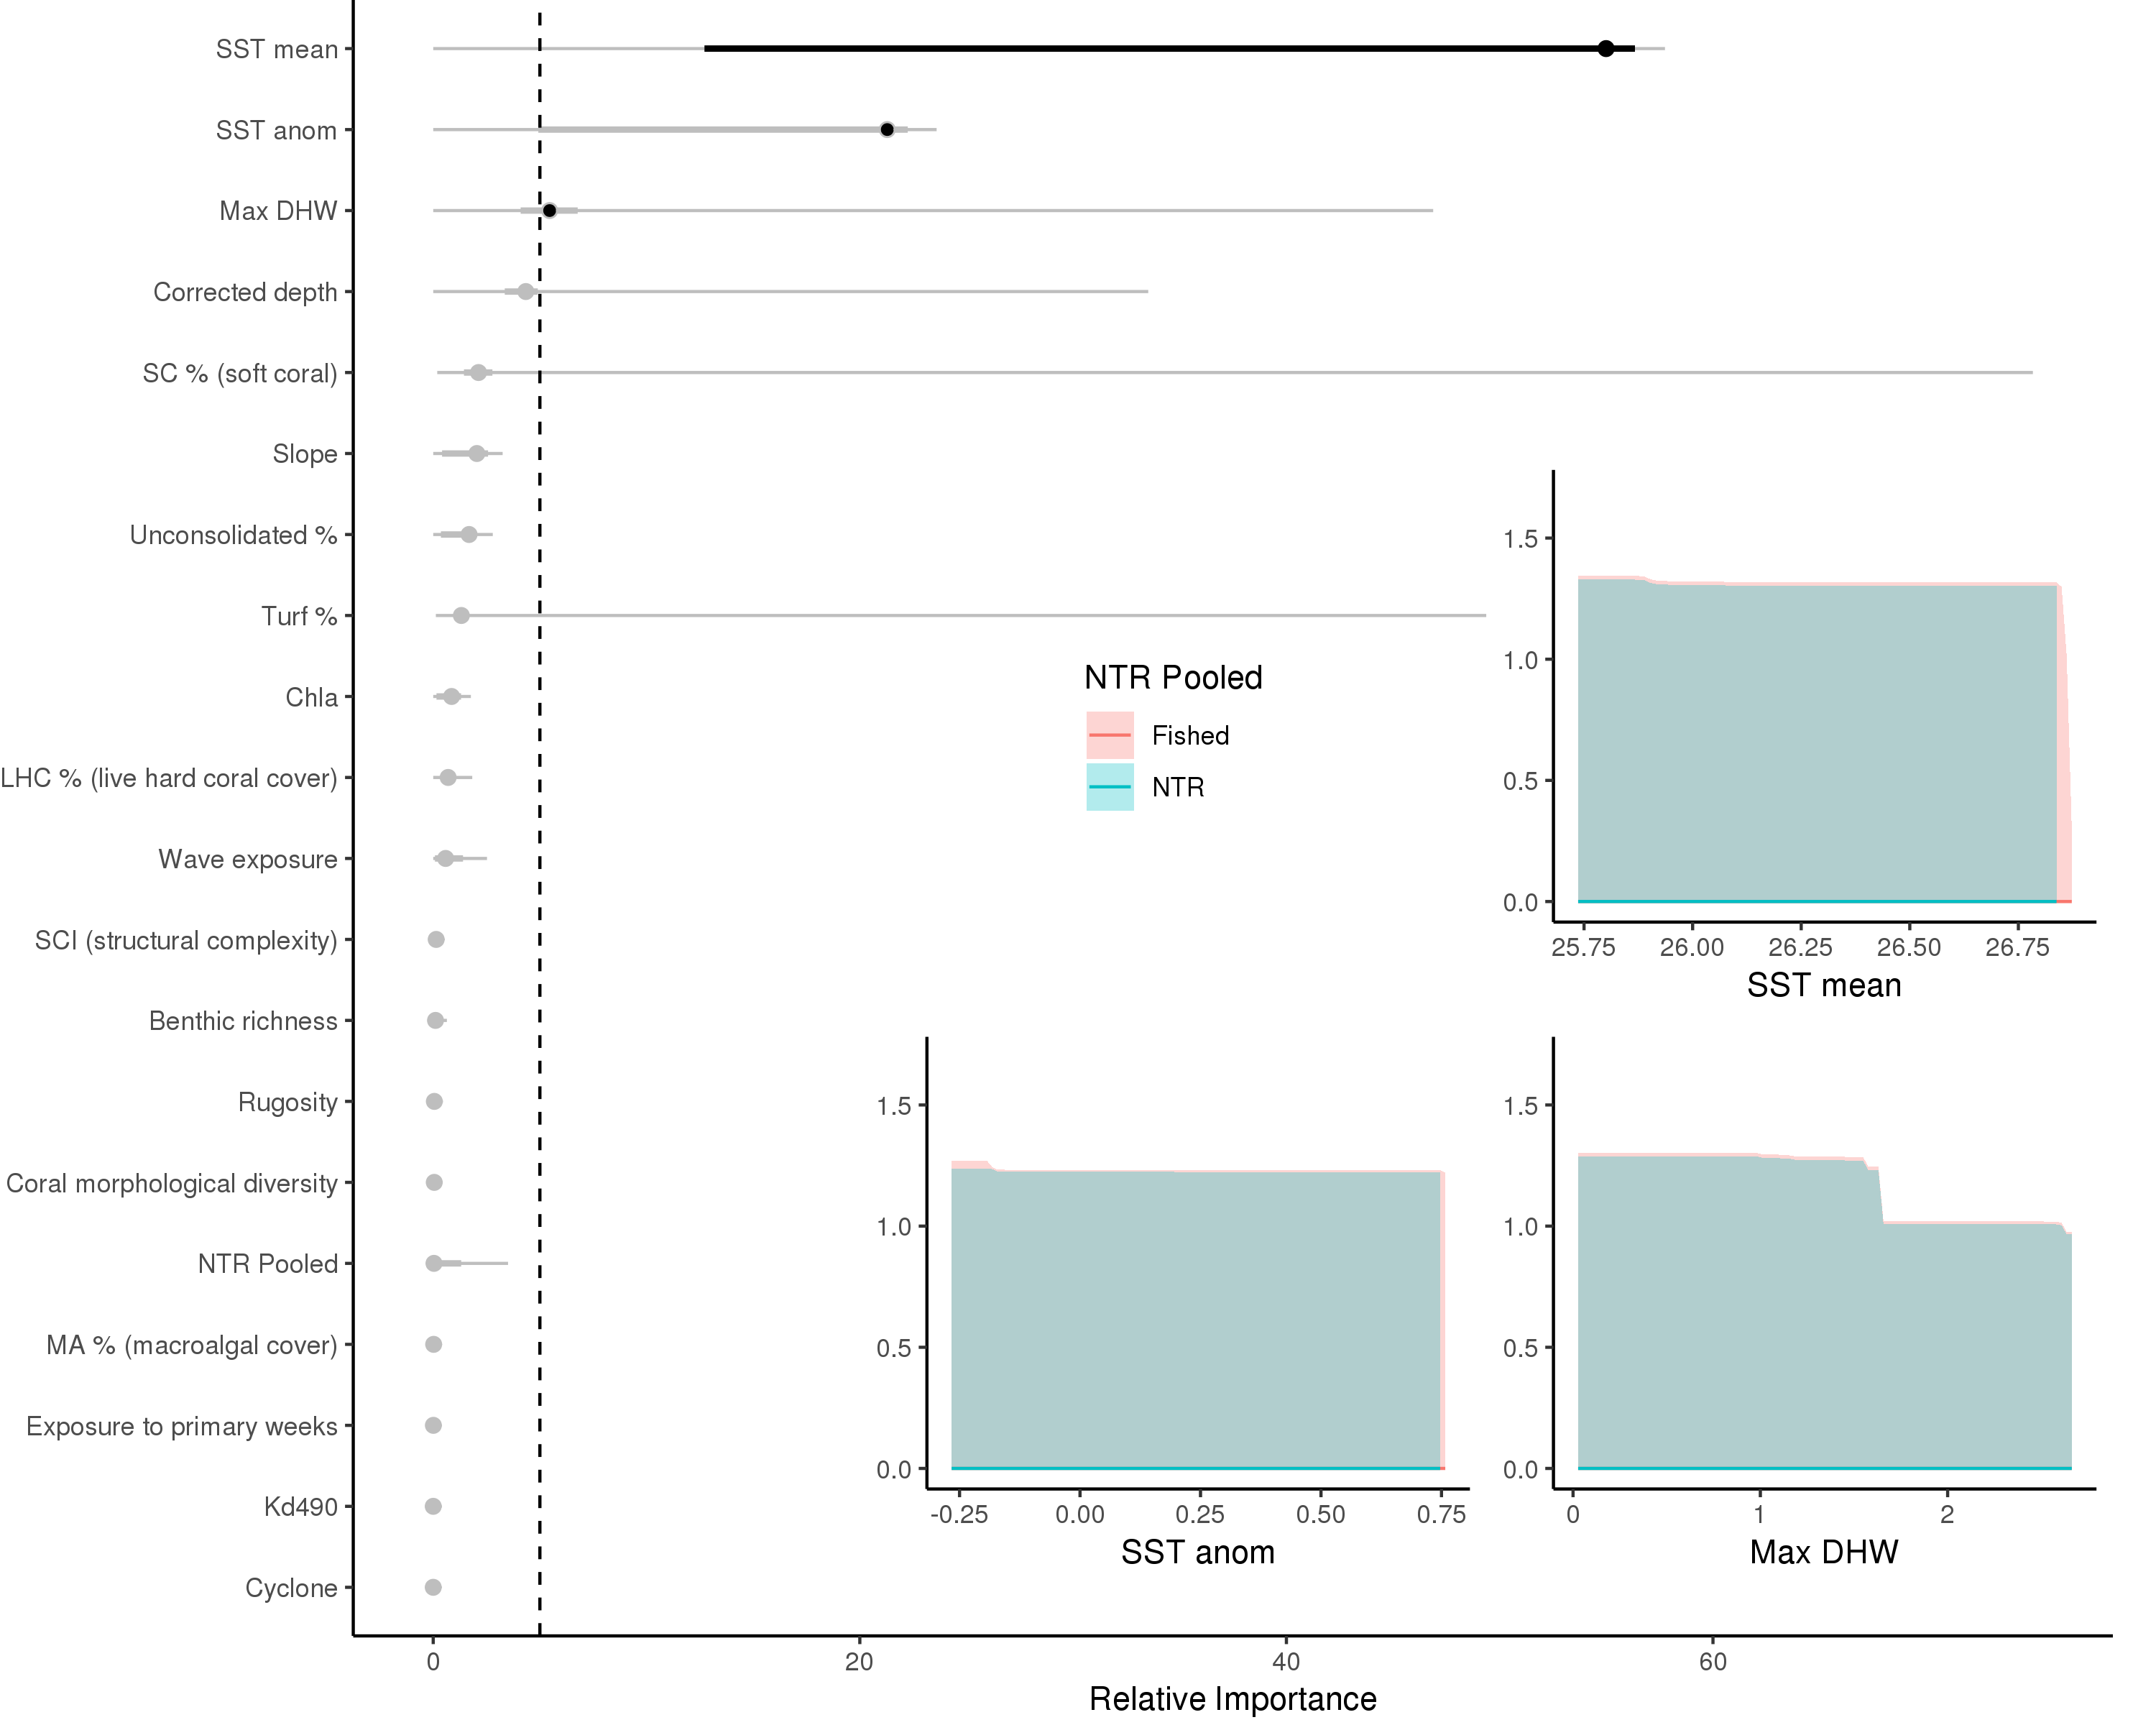 SST mean
SST anom
Max DHW
Corrected depth
SC % (soft coral)
Slope
Unconsolidated %
Turf %
Chla
LHC % (live hard coral cover)
Wave exposure
SCI (structural complexity)
Benthic richness
Rugosity
Coral morphological diversity
NTR Pooled
MA % (macroalgal cover)
Exposure to primary weeks
Kd490
Cyclone
0 20 40 60
Relative Importance
NTR Pooled
Fished
NTR
1.5
1.0
0.5
0.0
25.75 26.00 26.25 26.50 26.75
SST mean
1.5
1.0
0.5
0.0
-0.25 0.00 0.25 0.50 0.75
SST anom
1.5
1.0
0.5
0.0
0 1 2
Max DHW